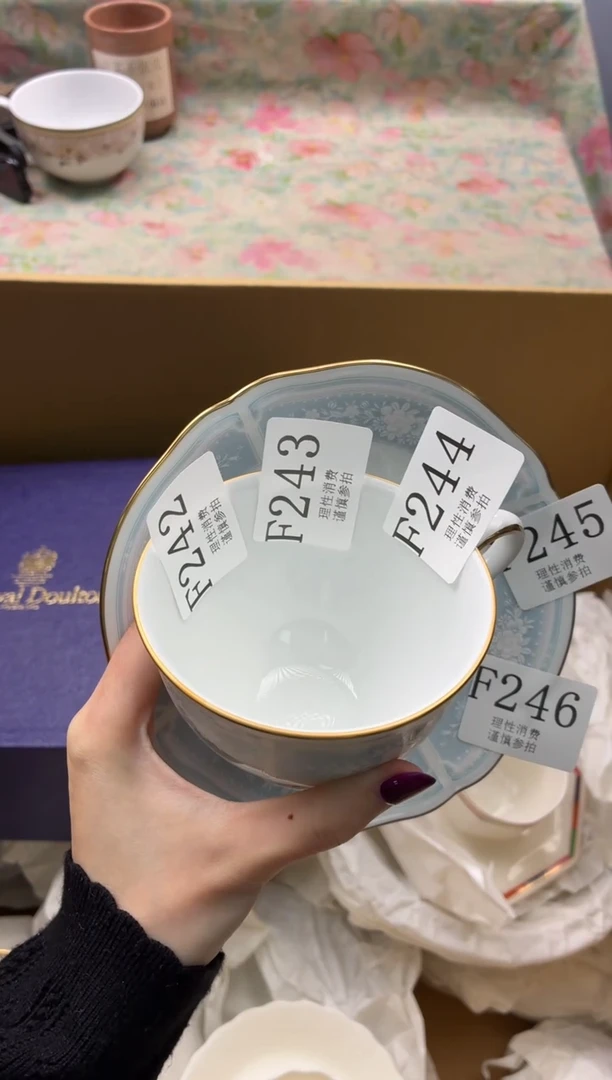 F242
理性消费
谨慎参拍
F243
理性消费
谨慎参拍
F244
理性消费
谨慎参拍
F245
理性消费
谨慎参拍
F246
理性消费
谨慎参拍
Royal Doulton